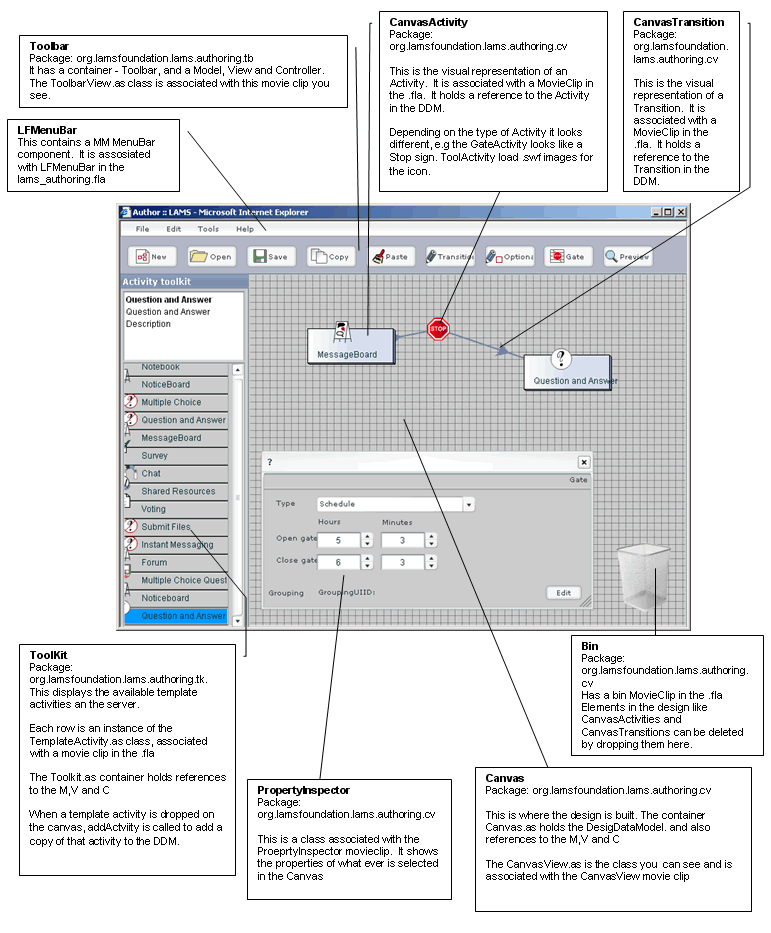 Toolbar
Package: org.lamsfoundation.lams.authoring.tb
It has a container - Toolbar, and a Model, View and Controller.
The ToolbarView.as class is associated with this movie clip you
see.
CanvasActivity
Package:
org.lamsfoundation.lams.authoring.cv
This is the visual representation of an
Activity. It is associated with a MovieClip in
the .fla. It holds a reference to the Activity
in the DDM.
Depending on the type of Activity it looks
different, e.g the GateActivity looks like a
Stop sign. ToolActivity load .swf images for
the icon.
CanvasTransition
Package:
org.lamsfoundation.
lams.authoring.cv
This is the visual
representation of a
Transition. It is
associated with a
MovieClip in the
.fla. It holds a
reference to the
Transition in the
DDM.
LFMenuBar
This contains a MM MenuBar
component. It is assosiated
with LFMenuBar in the
lams_authoring.fla
Author :: LAMS - Microsoft Internet Explorer
File Edit Tools Help
New Open Save Copy Paste Transitio Optiona Gate Preview
Activity toolkit
Question and Answer
Question and Answer
Description
Notebook
NoticeBoard
Multiple Choice
Question and Answer
MessageBoard
Survey
Chat
Shared Resources
Voting
Submit Files
Instant Messaging
Forum
Multiple Choice Quest
Noticeboard
Question and Answer
MessageBoard
STOP
?
Question and Answer
?
Gate
Type Schedule
Hours Minutes
Open gate 5 3
Close gate 6 3
Grouping GroupingUIID: Edit
ToolKit
Package:
org.lamsfoundation.lams.authoring.tk.
This displays the available template
activities an the server.
Each row is an instance of the
TemplateActivity.as class, associated
with a movie clip in the .fla
The Toolkit.as container holds references
to the M,V and C
When a template activity is dropped on
the canvas, addActviity is called to add a
copy of that activity to the DDM.
PropertyInspector
Package:
org.lamsfoundation.lams.authoring.cv
This is a class associated with the
ProeprtyInspector movieclip. It shows
the properties of what ever is selected
in the Canvas
Bin
Package:
org.lamsfoundation.lams.authoring.
cv
Has a bin MovieClip in the .fla
Elements in the design like
CanvasActivities and
CanvasTransitions can be deleted
by dropping them here.
Canvas
Package: org.lamsfoundation.lams.authoring.cv
This is where the design is built. The container
Canvas.as holds the DesigDataModel. and also
references to the M,V and C
The CanvasView.as is the class you can see and is
associated with the CanvasView movie clip